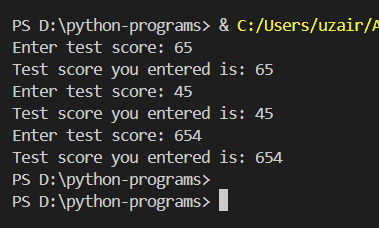 PS D:\python-programs> & C:/Users/uzair/A
Enter test score: 65
Test score you entered is: 65
Enter test score: 45
Test score you entered is: 45
Enter test score: 654
Test score you entered is: 654
PS D:\python-programs>
PS D:\python-programs>